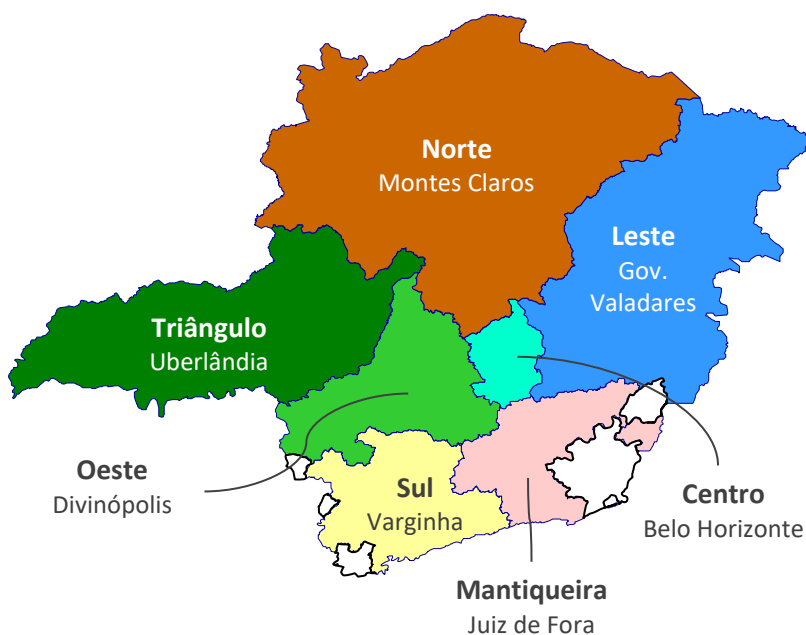 Norte
Montes Claros
Leste
Gov.
Valadares
Triângulo
Uberlândia
Oeste
Divinópolis
Sul
Varginha
Centro
Belo Horizonte
Mantiqueira
Juiz de Fora